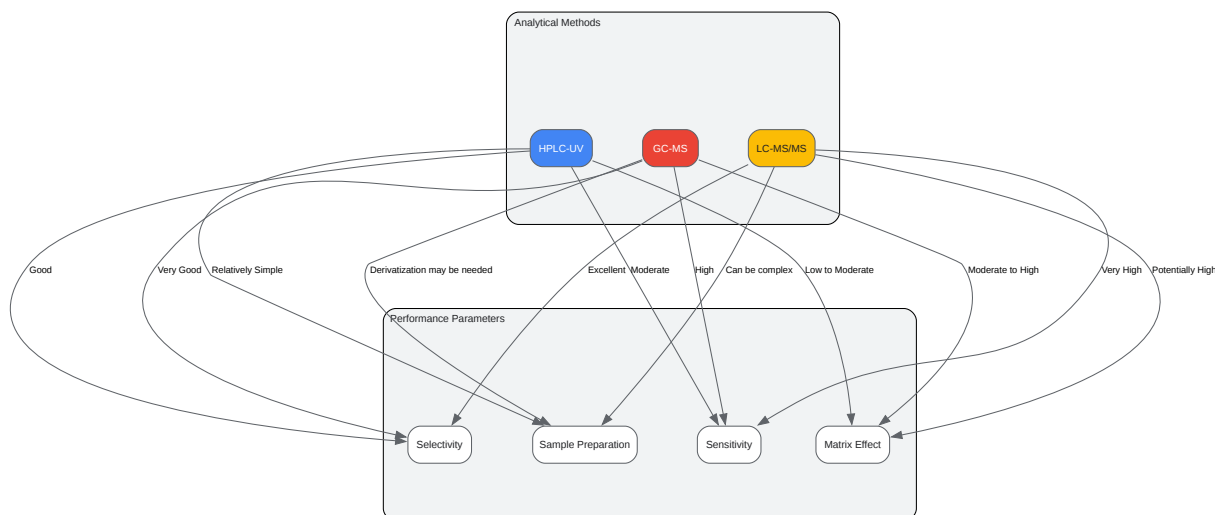 Analytical Methods
HPLC-UV
GC-MS
LC-MS/MS
Good
Very Good
Relatively Simple
Derivatization may be needed
Excellent
Moderate
High
Can be complex
Low to Moderate
Moderate to High
Very High
Potentially High
Performance Parameters
Selectivity
Sample Preparation
Sensitivity
Matrix Effect